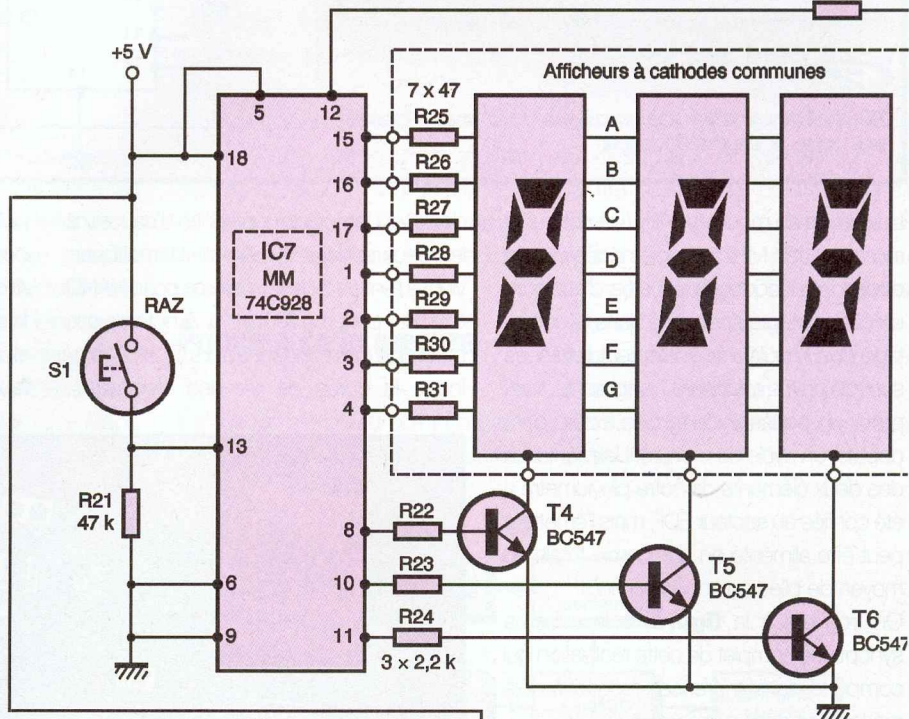 +5 V
Afficheurs à cathodes communes
7 x 47
5
12
15
R25
A
18
16
R26
B
17
R27
C
IC7
MM
74C928
1
R28
D
RAZ
2
R29
E
S1
3
R30
F
4
R31
G
13
R21
47 k
8
R22
T4
BC547
6
10
R23
T5
BC547
9
11
R24
3 x 2,2 k
T6
BC547